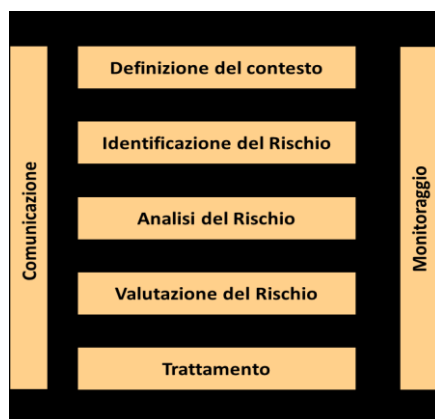 Comunicazione
Definizione del contesto
Identificazione del Rischio
Analisi del Rischio
Valutazione del Rischio
Trattamento
Monitoraggio